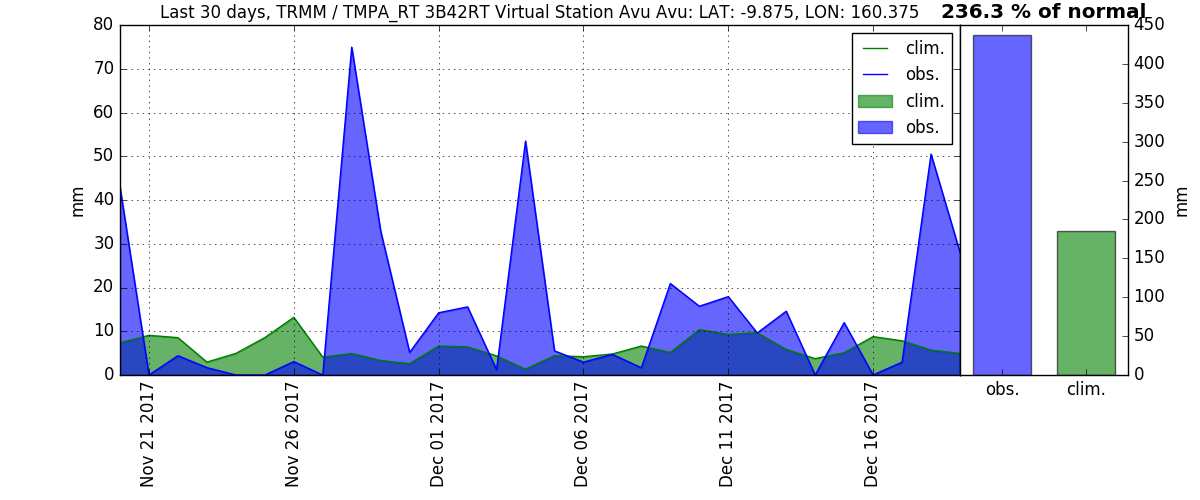 Last 30 days, TRMM / TMPA_RT 3B42RT Virtual Station Avu Avu: LAT: -9.875, LON: 160.375
236.3 % of normal
80
70
60
50
40
30
20
10
0
mm
clim.
obs.
clim.
obs.
Nov 21 2017
Nov 26 2017
Dec 01 2017
Dec 06 2017
Dec 11 2017
Dec 16 2017
450
400
350
300
250
200
150
100
50
0
mm
obs.
clim.